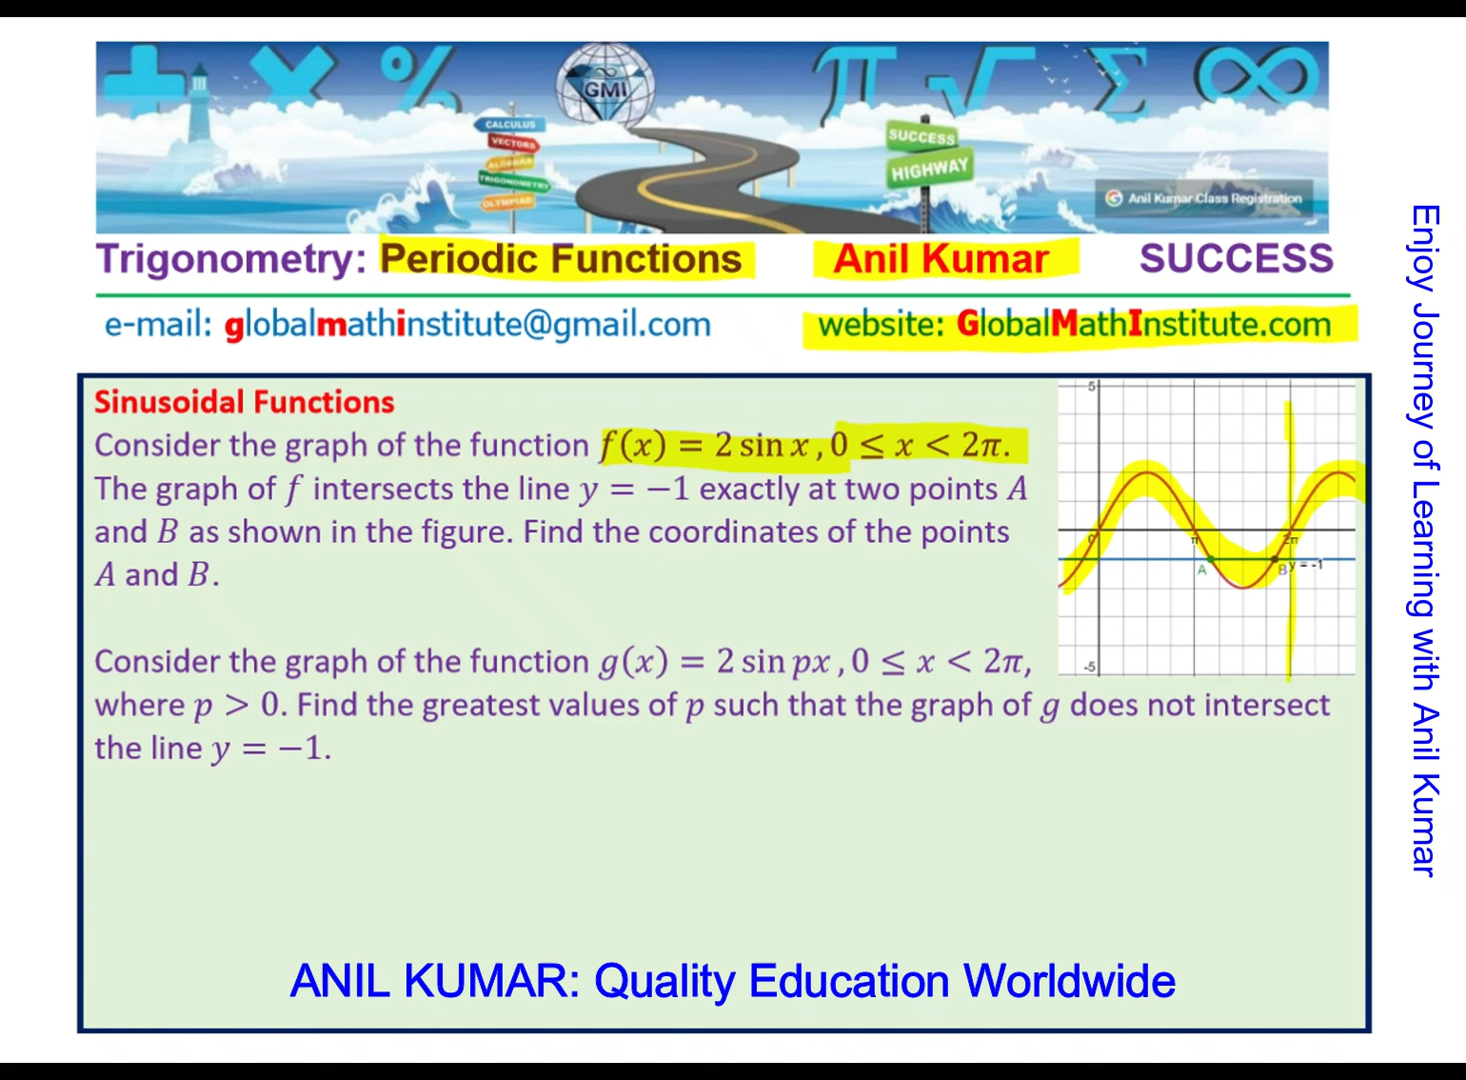 GMI
CALCULUS
VECTORS
ALGEBRA
TRIGONOMETRY
OLYMPIAD
SUCCESS
HIGHWAY
Anil Kumar Class Registration
Trigonometry: Periodic Functions Anil Kumar SUCCESS
e-mail: globalmathinstitute@gmail.com website: GlobalMathInstitute.com
Sinusoidal Functions
Consider the graph of the function f(x) = 2 sin x , 0 ≤ x < 2π.
The graph of f intersects the line y = −1 exactly at two points A
and B as shown in the figure. Find the coordinates of the points
A and B.
Consider the graph of the function g(x) = 2 sin px , 0 ≤ x < 2π,
where p > 0. Find the greatest values of p such that the graph of g does not intersect
the line y = −1.
5
0 π 2π
A B y = -1
-5
ANIL KUMAR: Quality Education Worldwide
Enjoy Journey of Learning with Anil Kumar